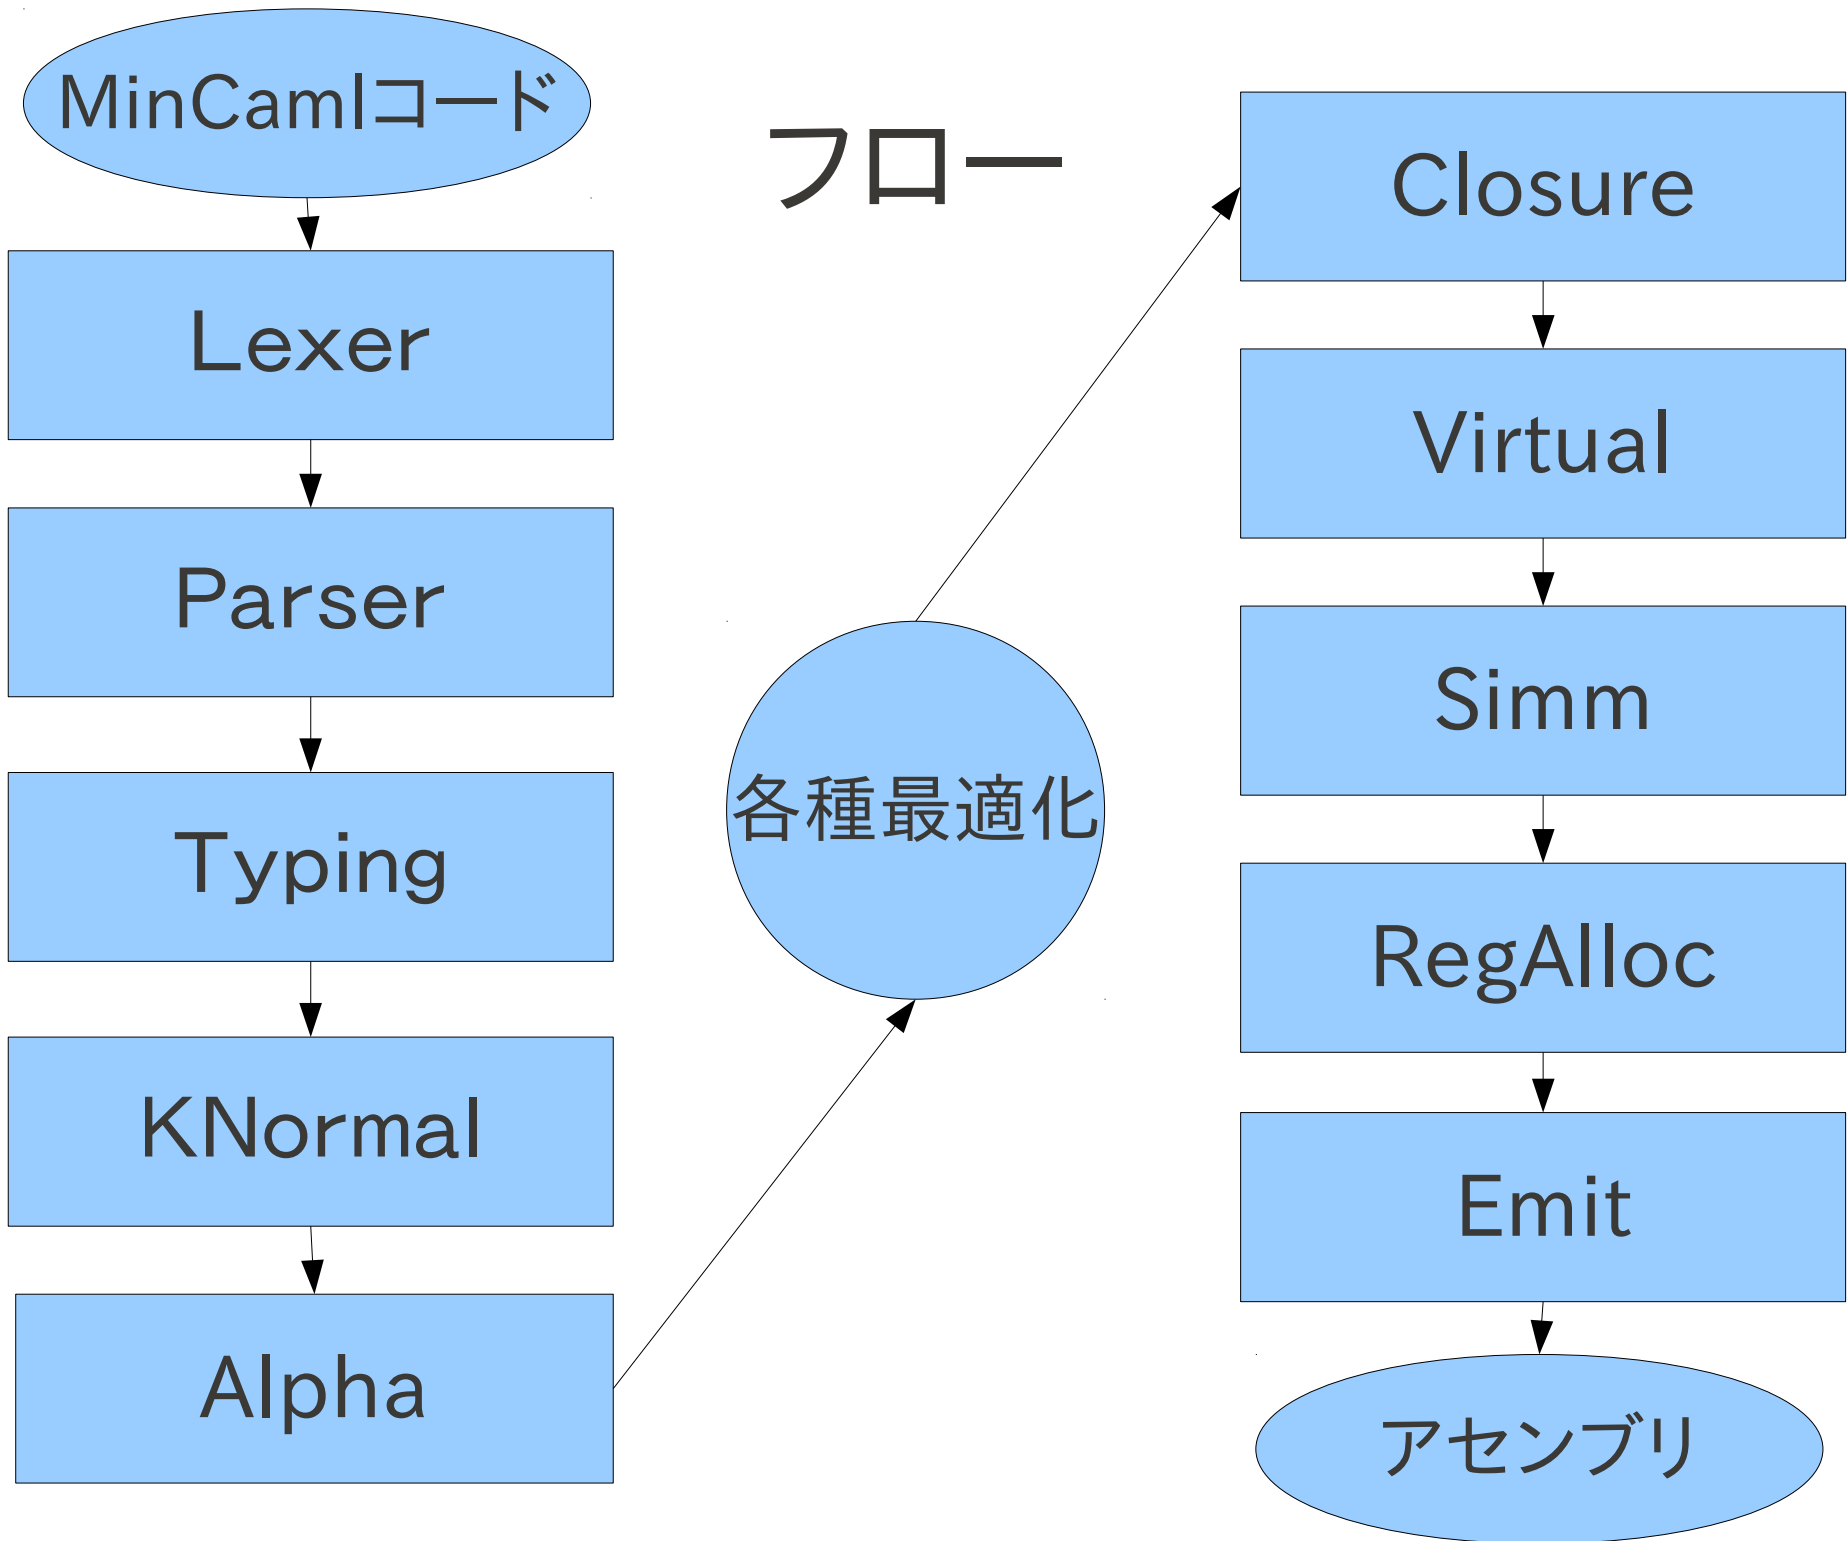 MinCamlコード
フロー
Lexer
Parser
Typing
KNormal
Alpha
各種最適化
Closure
Virtual
Simm
RegAlloc
Emit
アセンブリ